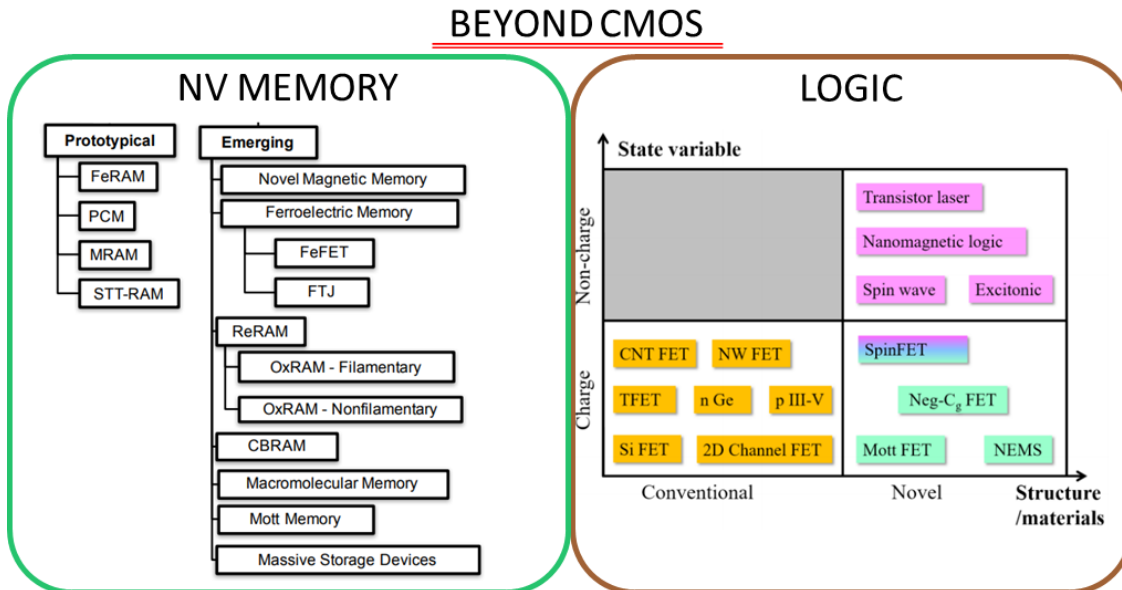 BEYOND CMOS
NV MEMORY
Prototypical
FeRAM
PCM
MRAM
STT-RAM
Emerging
Novel Magnetic Memory
Ferroelectric Memory
FeFET
FTJ
ReRAM
OxRAM - Filamentary
OxRAM - Nonfilamentary
CBRAM
Macromolecular Memory
Mott Memory
Massive Storage Devices
LOGIC
State variable
Non-charge
Transistor laser
Nanomagnetic logic
Spin wave Excitonic
Charge
CNT FET NW FET
TFET n Ge p III-V
Si FET 2D Channel FET
SpinFET
Neg-Cg FET
Mott FET NEMS
Conventional Novel
Structure
/materials